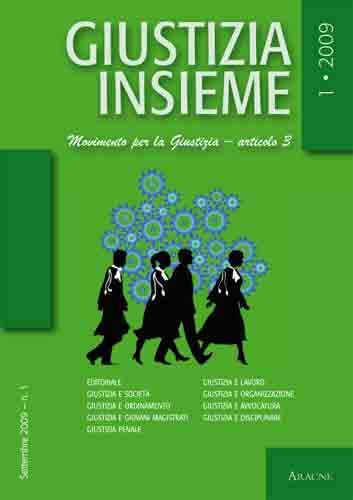 GIUSTIZIA
INSIEME
1 • 2009
Movimento per la Giustizia – articolo 3
EDITORIALE
GIUSTIZIA E SOCIETÀ
GIUSTIZIA E ORDINAMENTO
GIUSTIZIA E GIOVANI MAGISTRATI
GIUSTIZIA PENALE
GIUSTIZIA E LAVORO
GIUSTIZIA E ORGANIZZAZIONE
GIUSTIZIA E AVVOCATURA
GIUSTIZIA E DISCIPLINARE
Settembre 2009 – n. 1
ARACNE